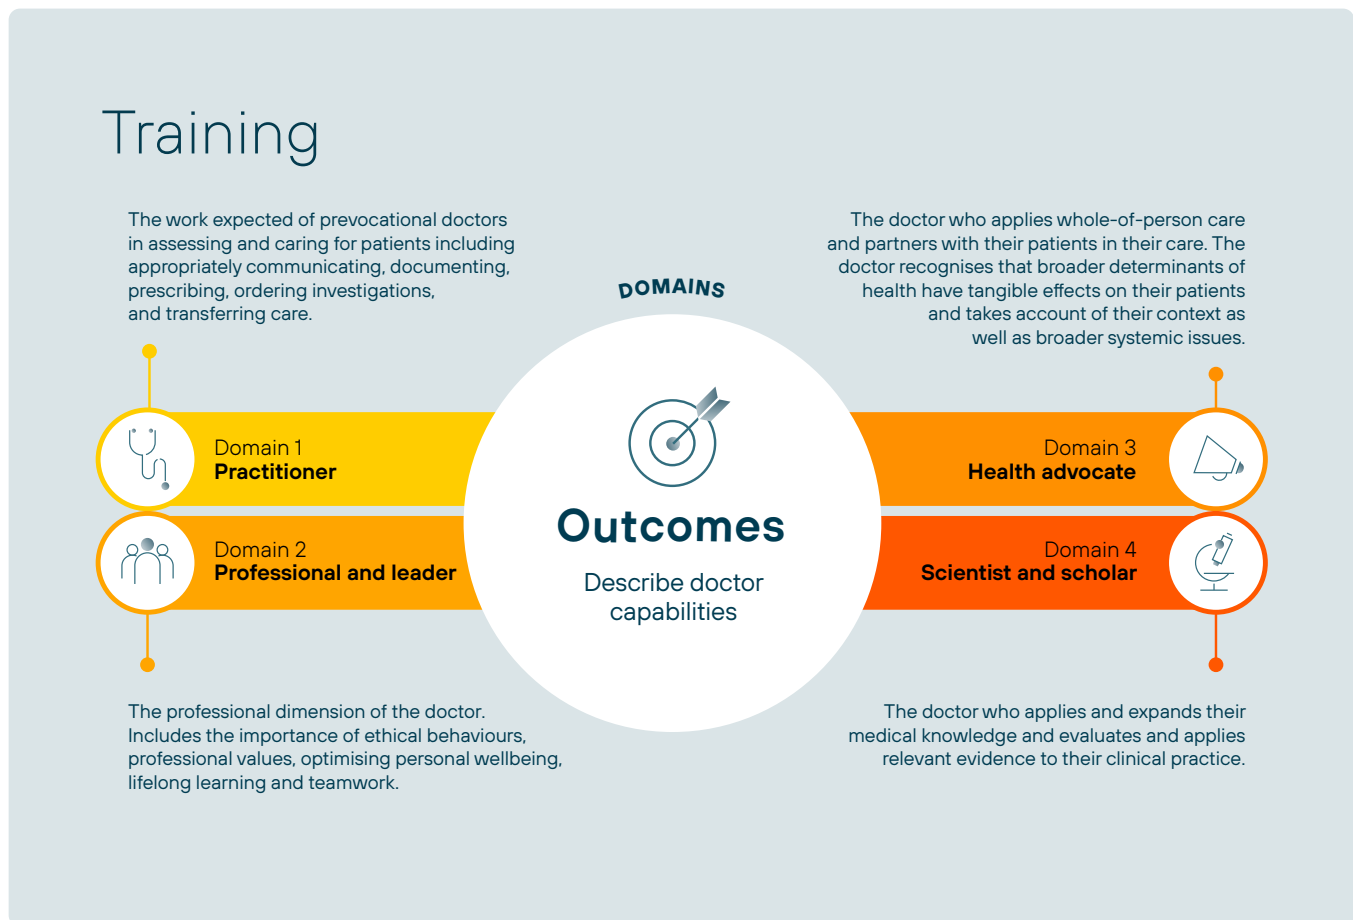 Training
The work expected of prevocational doctors
in assessing and caring for patients including
appropriately communicating, documenting,
prescribing, ordering investigations,
and transferring care.
Domain 1
Practitioner
Domain 2
Professional and leader
The professional dimension of the doctor.
Includes the importance of ethical behaviours,
professional values, optimising personal wellbeing,
lifelong learning and teamwork.
DOMAINS
Outcomes
Describe doctor
capabilities
The doctor who applies whole-of-person care
and partners with their patients in their care. The
doctor recognises that broader determinants of
health have tangible effects on their patients
and takes account of their context as
well as broader systemic issues.
Domain 3
Health advocate
Domain 4
Scientist and scholar
The doctor who applies and expands their
medical knowledge and evaluates and applies
relevant evidence to their clinical practice.